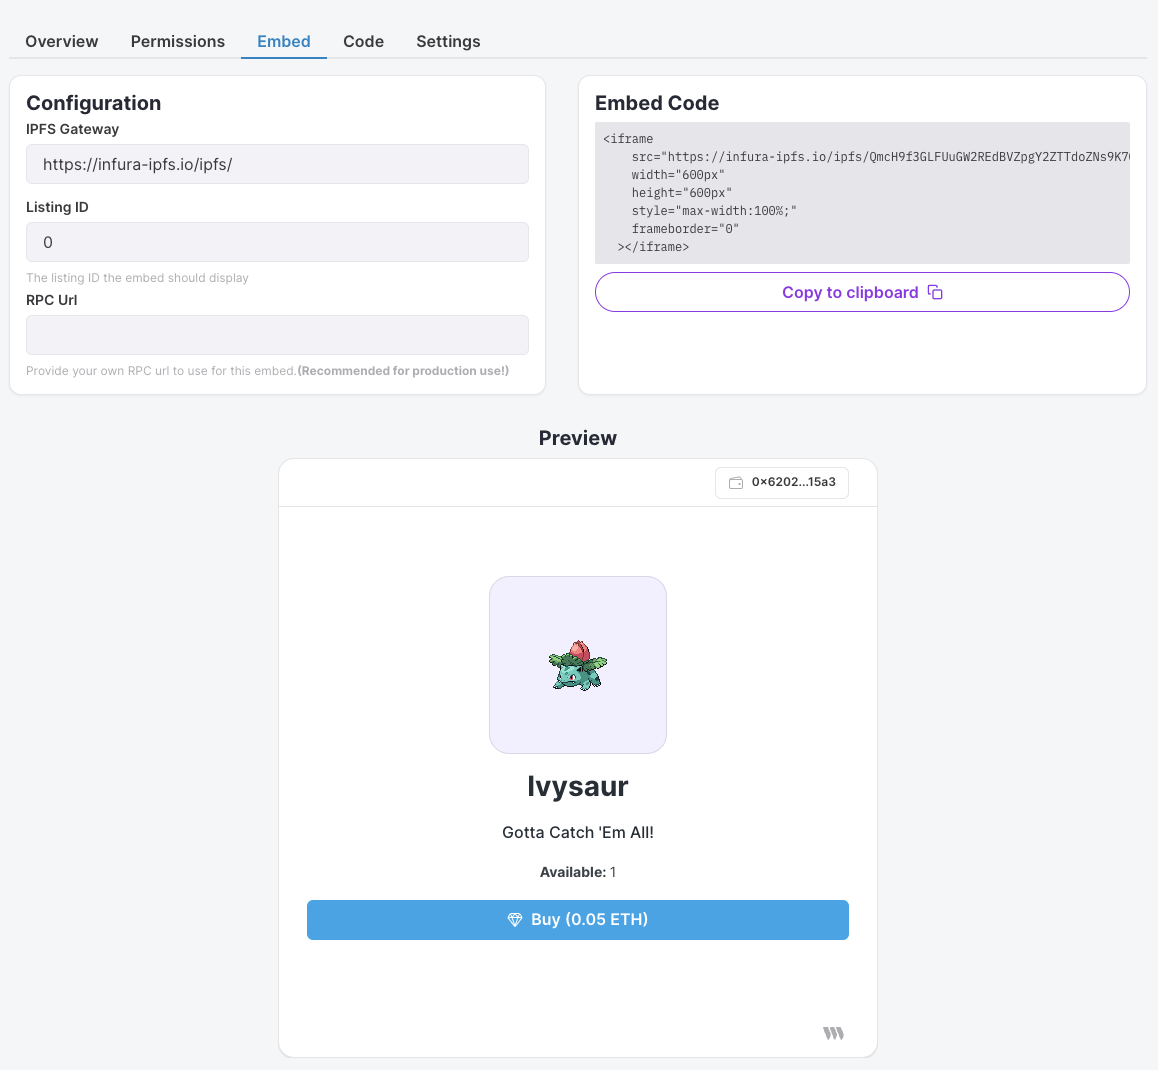 Overview Permissions Embed Code Settings
Configuration
IPFS Gateway
https://infura-ipfs.io/ipfs/
Listing ID
0
The listing ID the embed should display
RPC Url
Provide your own RPC url to use for this embed.(Recommended for production use!)
Embed Code
<iframe
src="https://infura-ipfs.io/ipfs/QmcH9f3GLFUuGW2REdBVZpgY2ZTTdoZNs9K7
width="600px"
height="600px"
style="max-width:100%;"
frameborder="0"
></iframe>
Copy to clipboard
Preview
0x6202...15a3
Ivysaur
Gotta Catch 'Em All!
Available: 1
Buy (0.05 ETH)